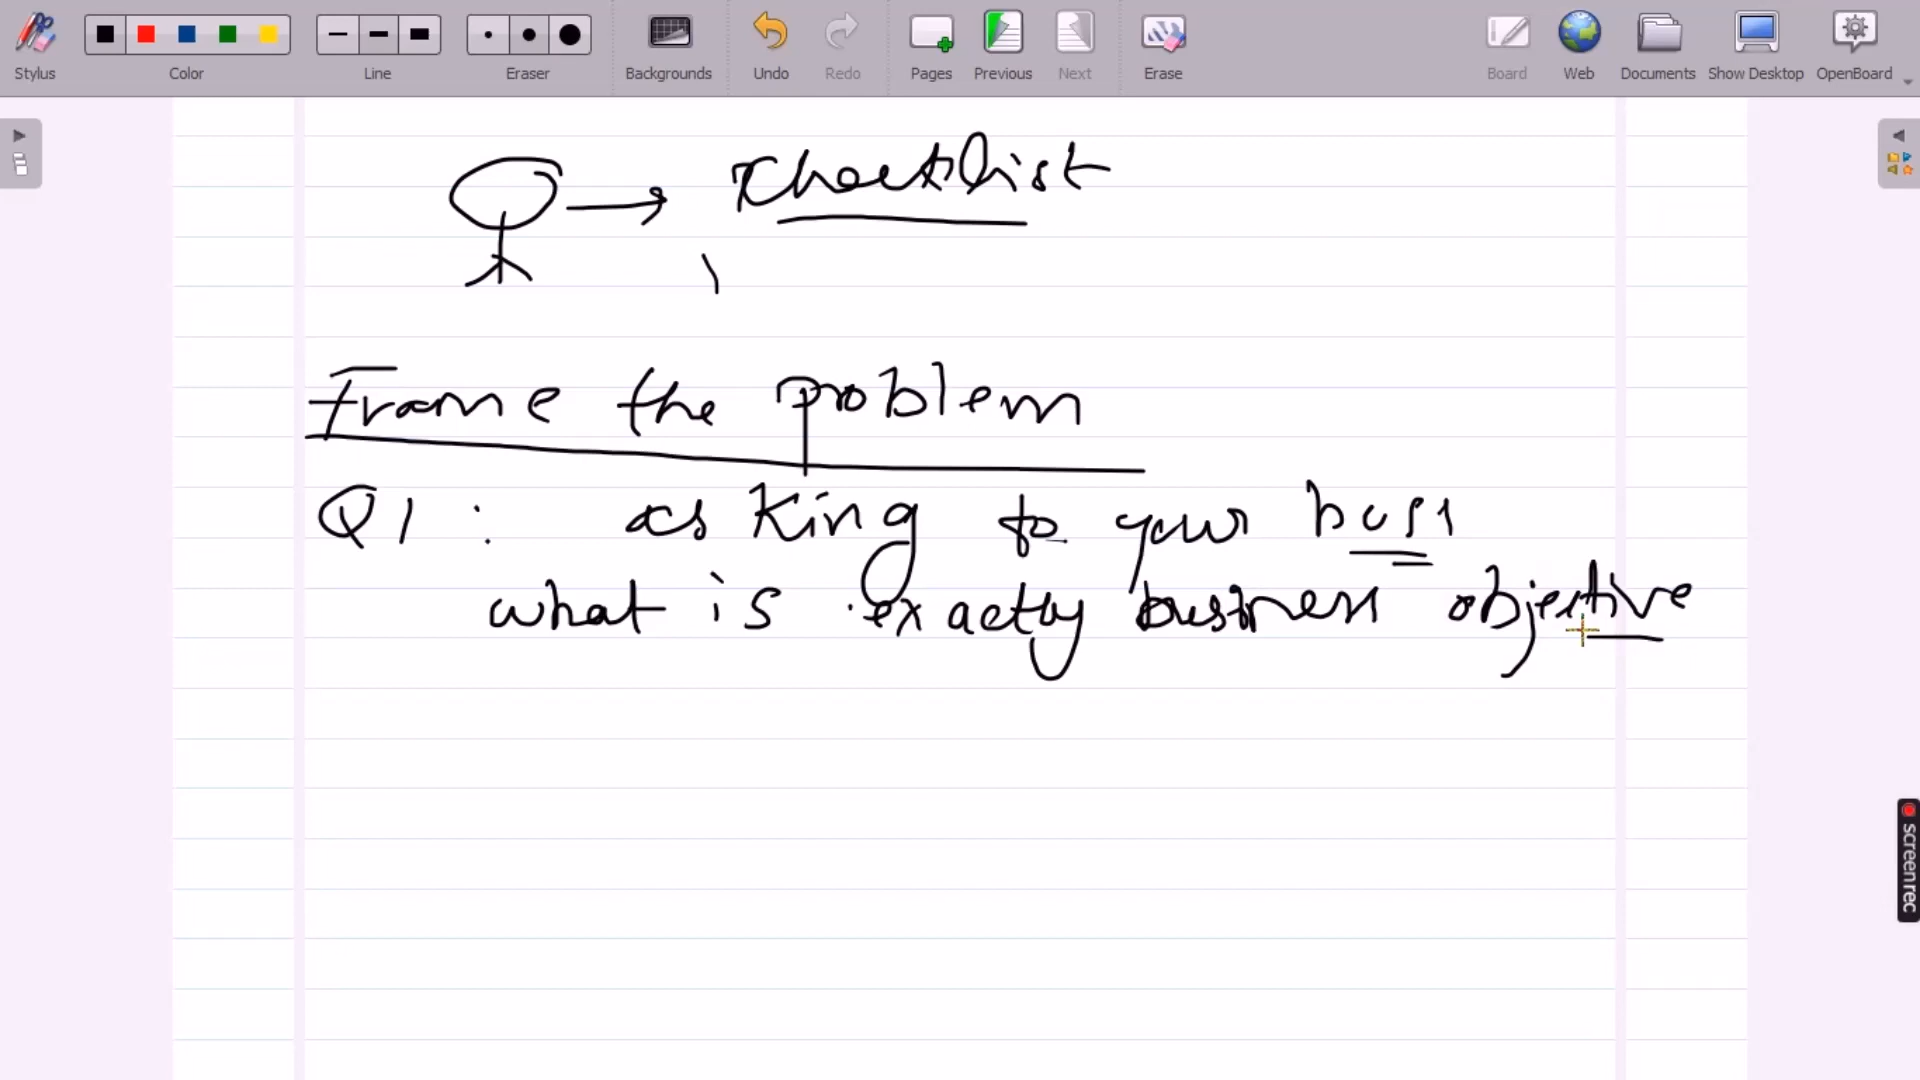 Stylus Color Line Eraser Backgrounds Undo Redo Pages Previous Next Erase Board Web Documents Show Desktop OpenBoard
Checklist
Frame the problem
Q1 : asking to your boss
what is exactly business objective
screenrec